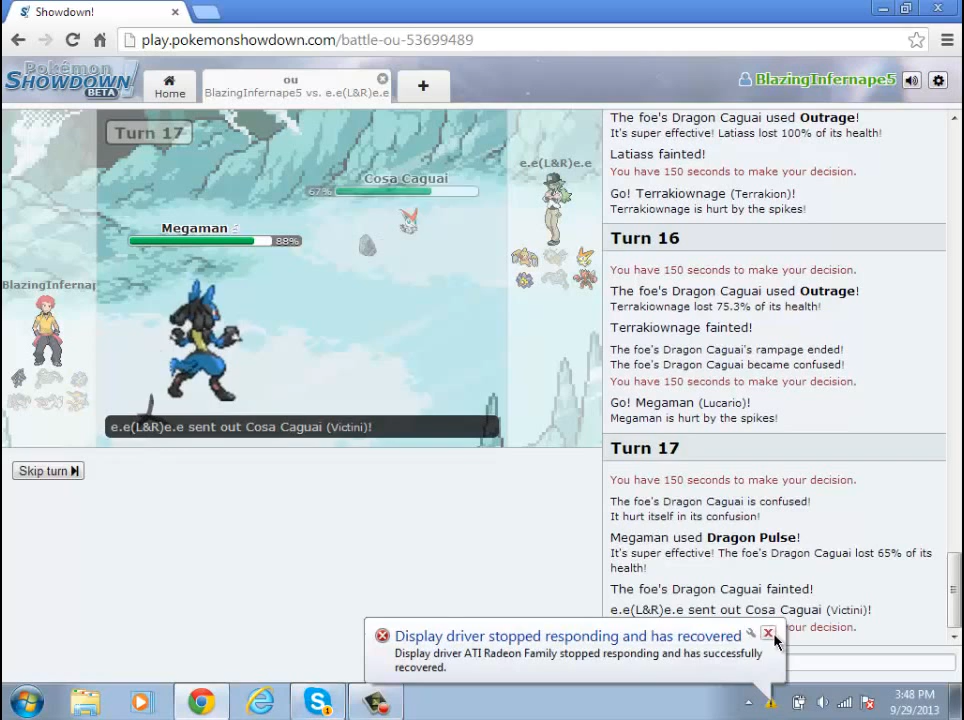 Showdown!
play.pokemonshowdown.com/battle-ou-53699489
Pokémon
SHOWDOWN
BETA
Home
ou
BlazingInfernape5 vs. e.e(L&R)e.e
+
BlazingInfernape5
Turn 17
e.e(L&R)e.e
Cosa Caguai
67%
Megaman
88%
BlazingInfernap
e.e(L&R)e.e sent out Cosa Caguai (Victini)!
Skip turn
The foe's Dragon Caguai used Outrage!
It's super effective! Latiass lost 100% of its health!
Latiass fainted!
You have 150 seconds to make your decision.
Go! Terrakiownage (Terrakion)!
Terrakiownage is hurt by the spikes!
Turn 16
You have 150 seconds to make your decision.
The foe's Dragon Caguai used Outrage!
Terrakiownage lost 75.3% of its health!
Terrakiownage fainted!
The foe's Dragon Caguai's rampage ended!
The foe's Dragon Caguai became confused!
You have 150 seconds to make your decision.
Go! Megaman (Lucario)!
Megaman is hurt by the spikes!
Turn 17
You have 150 seconds to make your decision.
The foe's Dragon Caguai is confused!
It hurt itself in its confusion!
Megaman used Dragon Pulse!
It's super effective! The foe's Dragon Caguai lost 65% of its
health!
The foe's Dragon Caguai fainted!
e.e(L&R)e.e sent out Cosa Caguai (Victini)!
our decision.
Display driver stopped responding and has recovered
Display driver ATI Radeon Family stopped responding and has successfully
recovered.
3:48 PM
9/29/2013